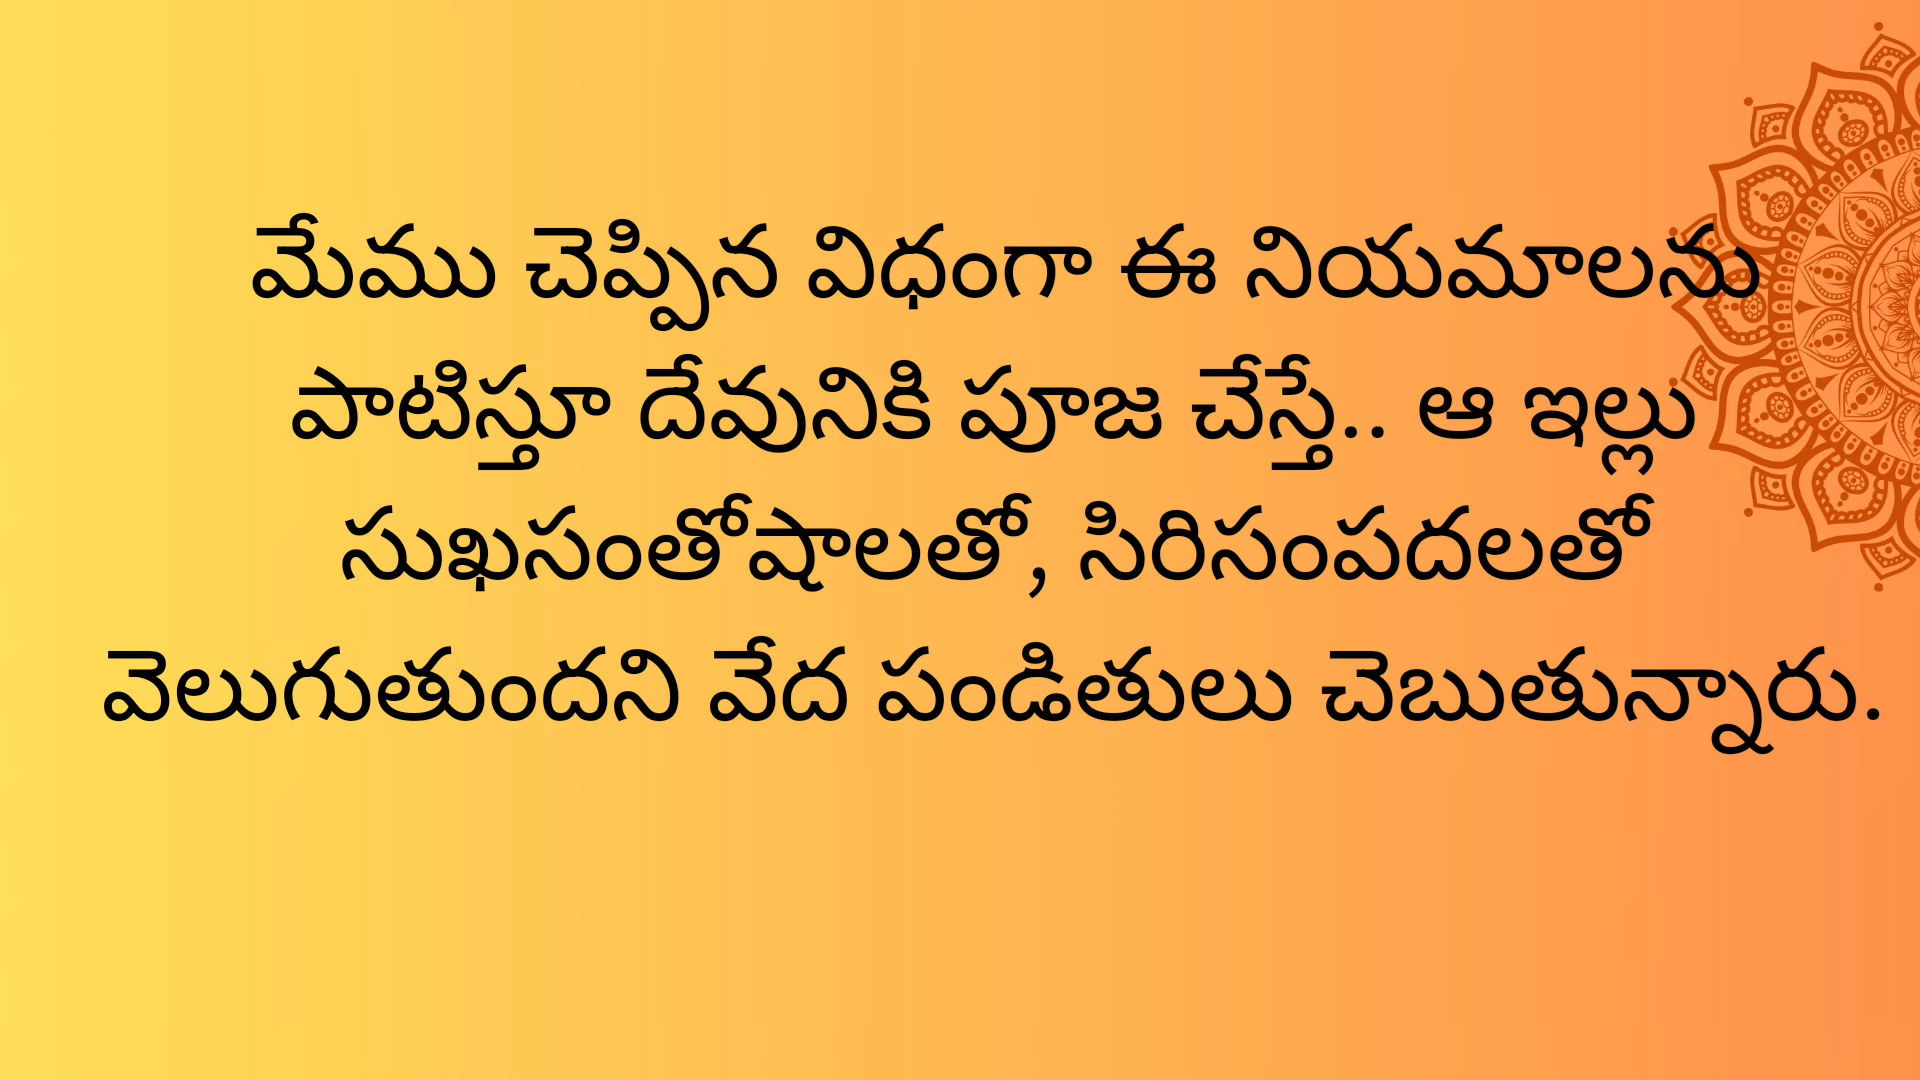 మేము చెప్పిన విధంగా ఈ నియమాలను
పాటిస్తూ దేవునికి పూజ చేస్తే.. ఆ ఇల్లు
సుఖసంతోషాలతో, సిరిసంపదలతో
వెలుగుతుందని వేద పండితులు చెబుతున్నారు.